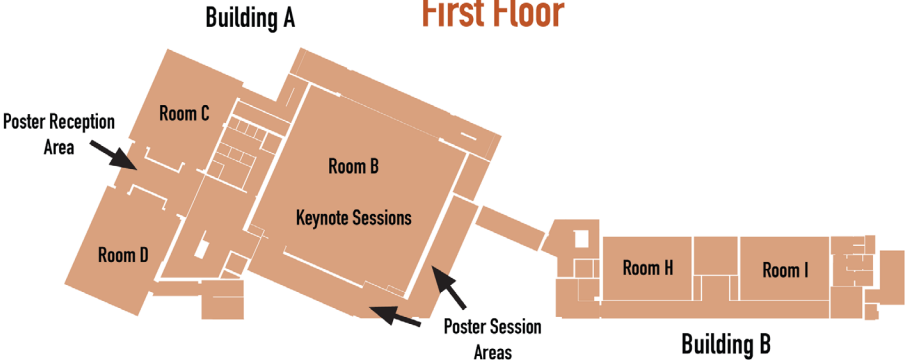 First Floor
Building A
Room C
Poster Reception
Area
Room B
Keynote Sessions
Room D
Room H
Room I
Poster Session
Areas
Building B